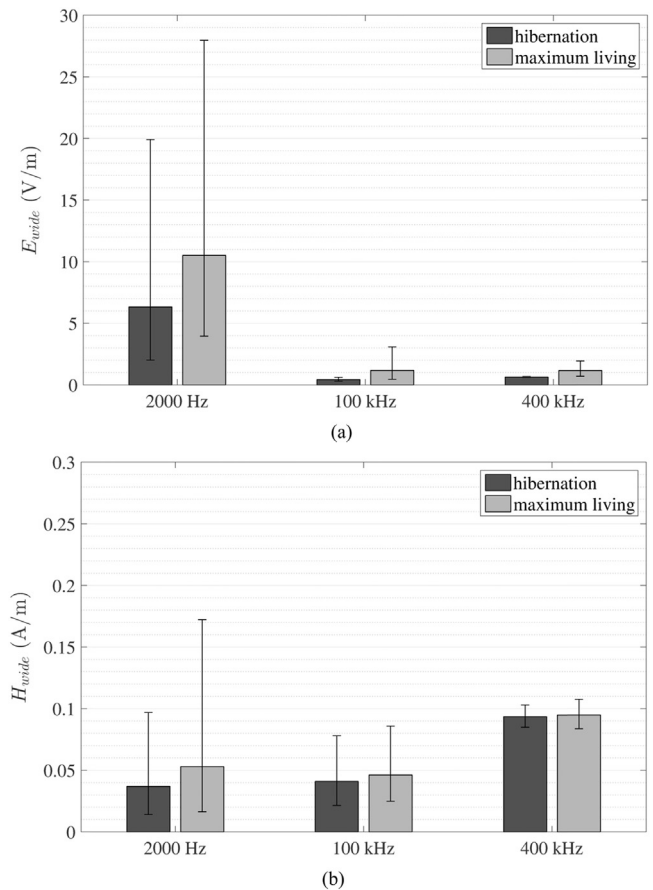 30
25
20
15
10
5
0
E_wide (V/m)
hibernation
maximum living
2000 Hz 100 kHz 400 kHz
(a)
0.3
0.25
0.2
0.15
0.1
0.05
0
H_wide (A/m)
hibernation
maximum living
2000 Hz 100 kHz 400 kHz
(b)